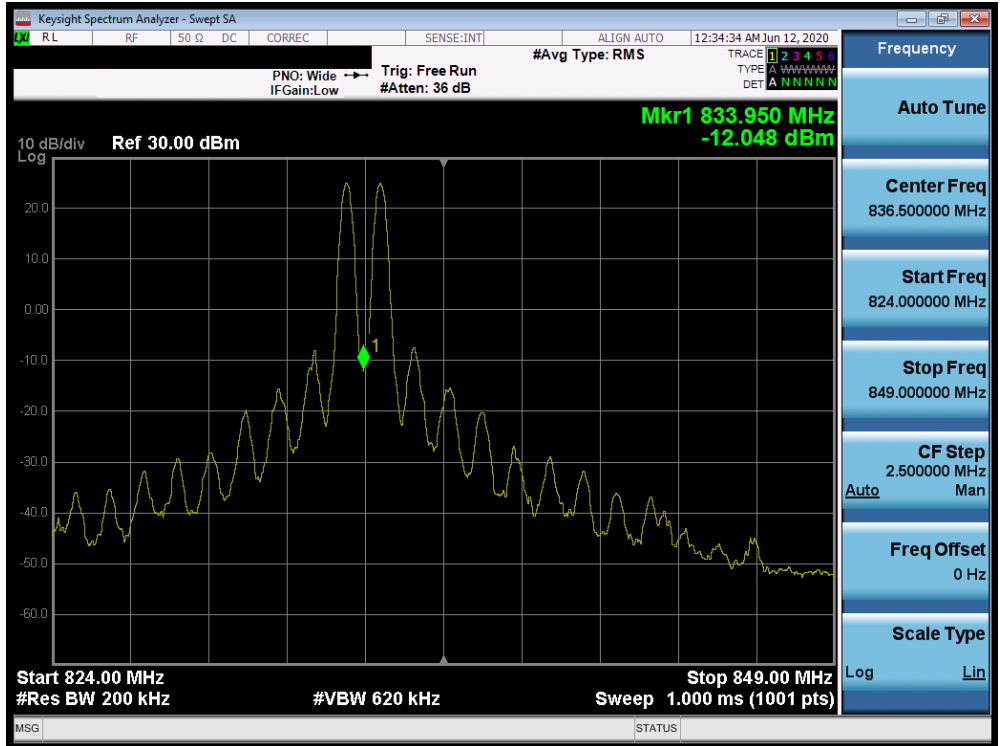 Keysight Spectrum Analyzer - Swept SA
LXI RL RF 50 Ω DC CORREC SENSE:INT ALIGN AUTO 12:34:34 AM Jun 12, 2020
PNO: Wide Trig: Free Run #Avg Type: RMS TRACE 1 2 3 4 5 6
IFGain:Low #Atten: 36 dB TYPE A WWWWW
DET A N N N N N
Mkr1 833.950 MHz
-12.048 dBm
10 dB/div Ref 30.00 dBm
Log
20.0
10.0
0.00
-10.0
-20.0
-30.0
-40.0
-50.0
-60.0
1
Start 824.00 MHz Stop 849.00 MHz
#Res BW 200 kHz #VBW 620 kHz Sweep 1.000 ms (1001 pts)
MSG STATUS
Frequency
Auto Tune
Center Freq
836.500000 MHz
Start Freq
824.000000 MHz
Stop Freq
849.000000 MHz
CF Step
2.500000 MHz
Auto Man
Freq Offset
0 Hz
Scale Type
Log Lin